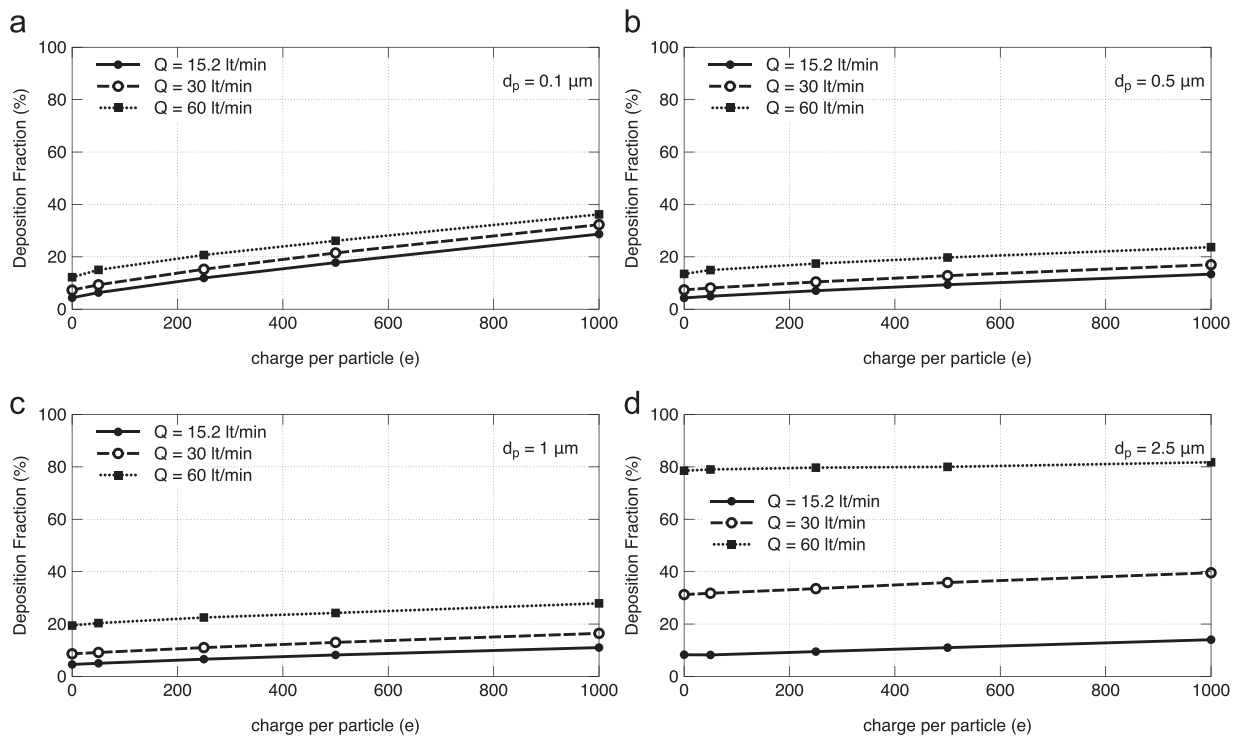 a
Q = 15.2 lt/min
Q = 30 lt/min
Q = 60 lt/min
dp = 0.1 µm
Deposition Fraction (%)
100
80
60
40
20
0
0 200 400 600 800 1000
charge per particle (e)
b
Q = 15.2 lt/min
Q = 30 lt/min
Q = 60 lt/min
dp = 0.5 µm
Deposition Fraction (%)
100
80
60
40
20
0
0 200 400 600 800 1000
charge per particle (e)
c
Q = 15.2 lt/min
Q = 30 lt/min
Q = 60 lt/min
dp = 1 µm
Deposition Fraction (%)
100
80
60
40
20
0
0 200 400 600 800 1000
charge per particle (e)
d
dp = 2.5 µm
Q = 15.2 lt/min
Q = 30 lt/min
Q = 60 lt/min
Deposition Fraction (%)
100
80
60
40
20
0
0 200 400 600 800 1000
charge per particle (e)